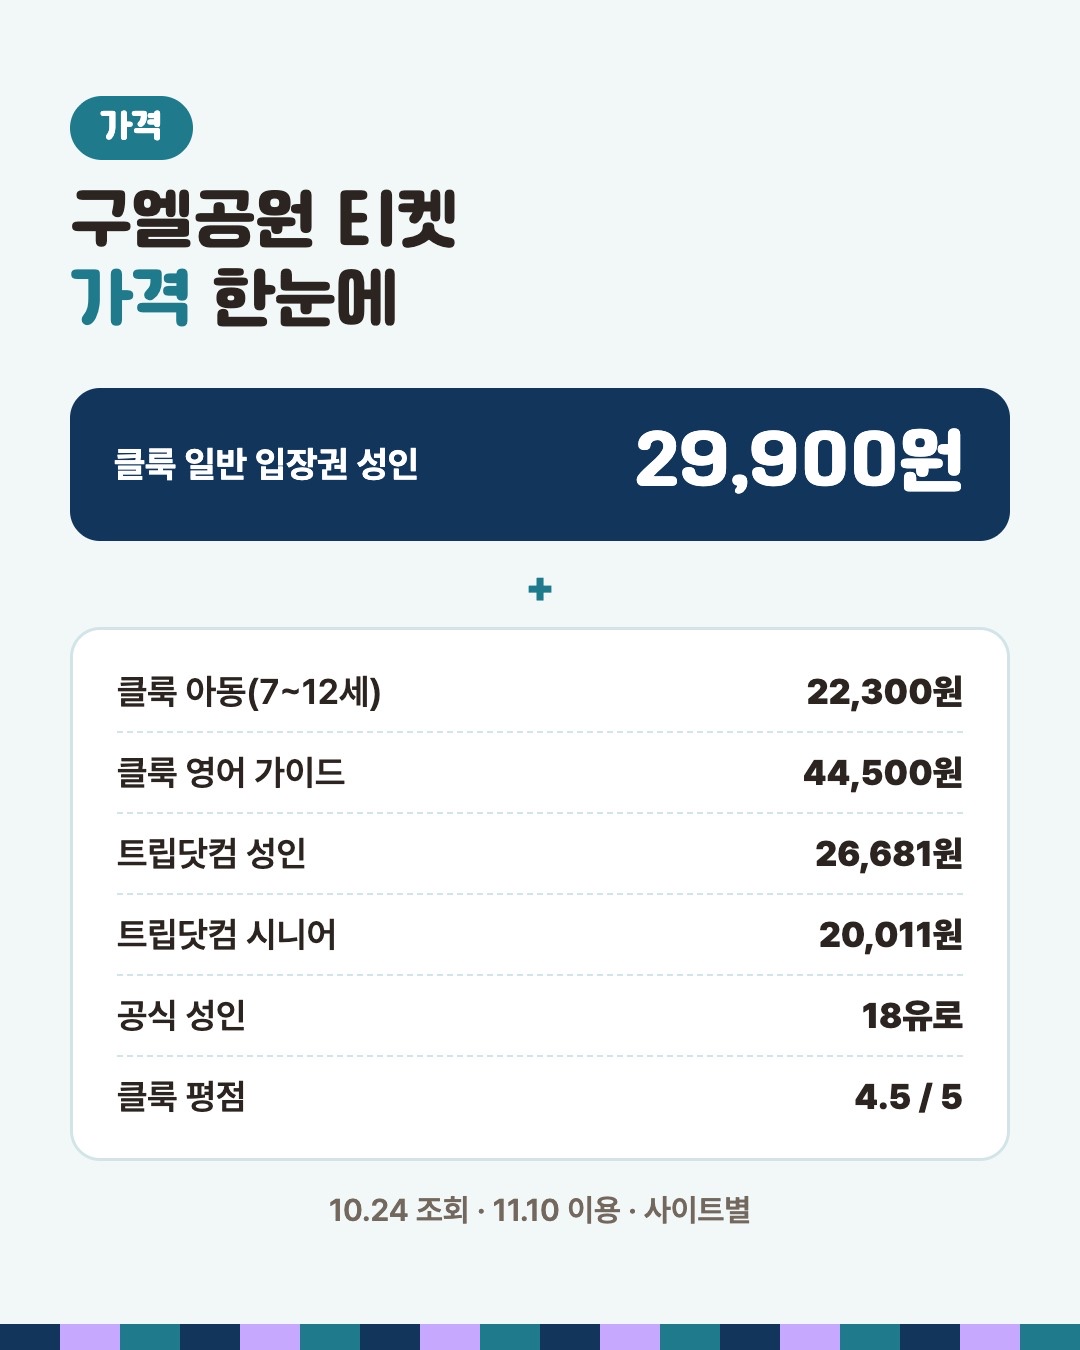 가격
구엘공원 티켓
가격 한눈에
클룩 일반 입장권 성인 29,900원
+
클룩 아동(7~12세) 22,300원
클룩 영어 가이드 44,500원
트립닷컴 성인 26,681원
트립닷컴 시니어 20,011원
공식 성인 18유로
클룩 평점 4.5 / 5
10.24 조회 · 11.10 이용 · 사이트별